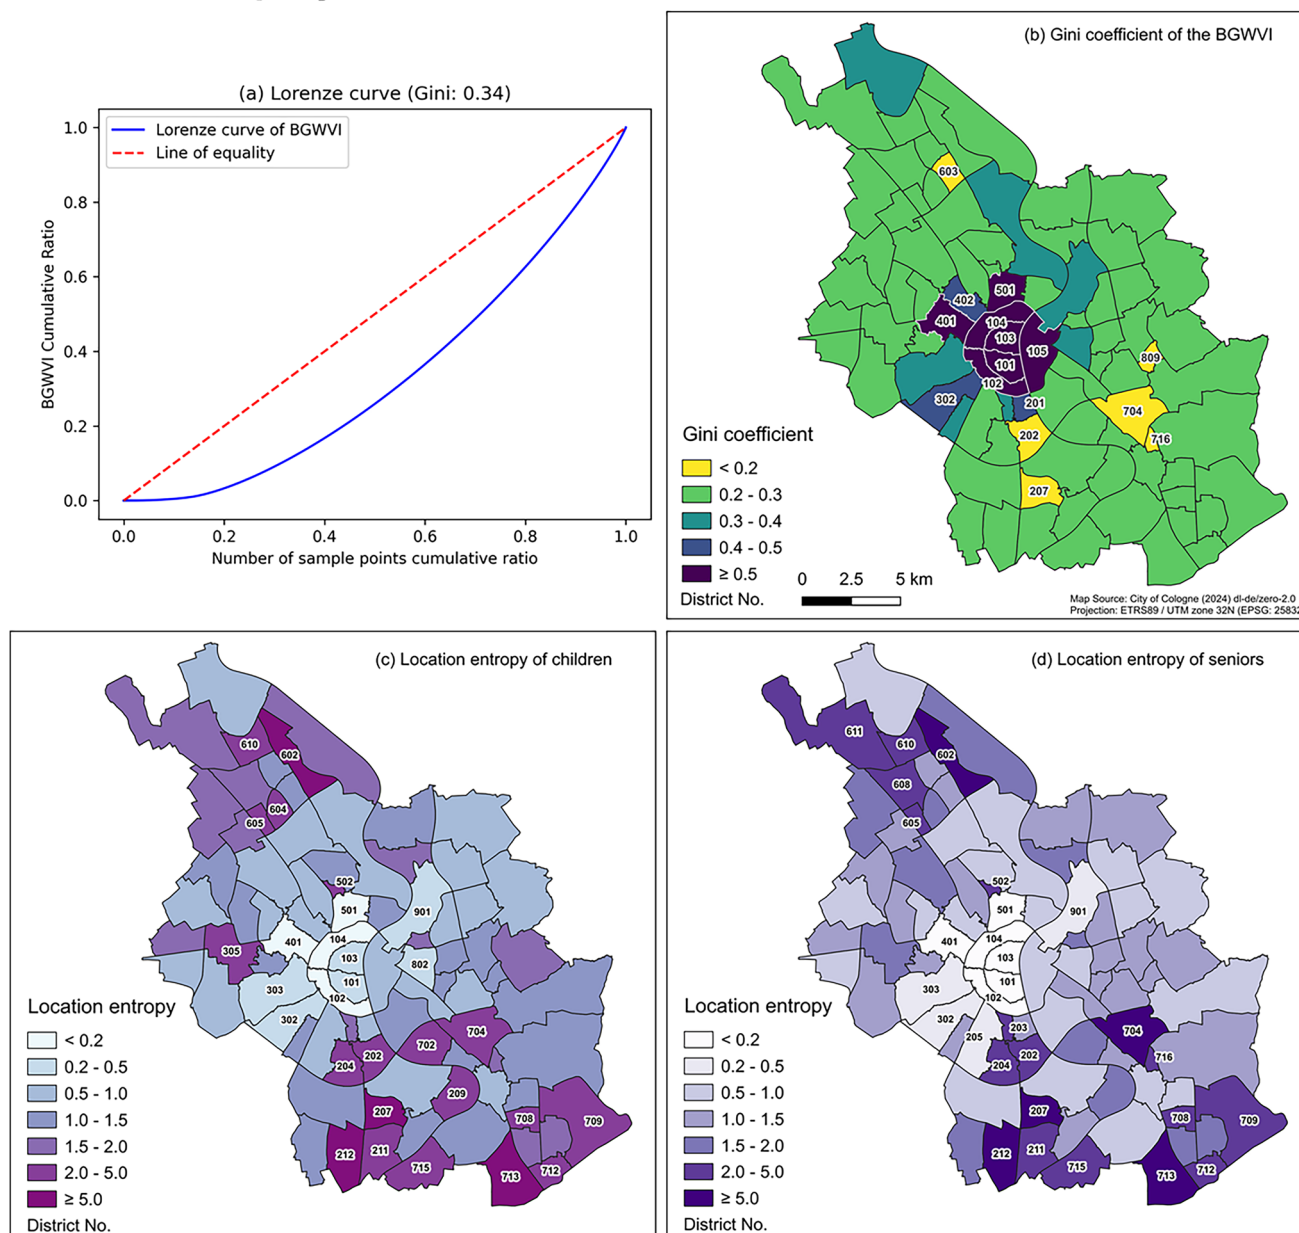 (a) Lorenze curve (Gini: 0.34)
Lorenze curve of BGWVI
Line of equality
1.0
0.8
0.6
0.4
0.2
0.0
BGWVI Cumulative Ratio
0.0 0.2 0.4 0.6 0.8 1.0
Number of sample points cumulative ratio
(b) Gini coefficient of the BGWVI
603
501
402
401
104
103
105
101
102
809
302
201
704
202
716
207
Gini coefficient
< 0.2
0.2 - 0.3
0.3 - 0.4
0.4 - 0.5
≥ 0.5
District No.
0 2.5 5 km
Map Source: City of Cologne (2024) dl-de/zero-2.0
Projection: ETRS89 / UTM zone 32N (EPSG: 25832
(c) Location entropy of children
610
602
604
605
502
501
901
401
104
305
103
802
101
303
102
302
704
702
202
204
209
207
708
709
212
211
715
713
712
Location entropy
< 0.2
0.2 - 0.5
0.5 - 1.0
1.0 - 1.5
1.5 - 2.0
2.0 - 5.0
≥ 5.0
District No.
(d) Location entropy of seniors
611
610
602
608
605
502
501
901
401
104
103
101
303
102
302
203
704
205
202
716
204
207
708
709
212
211
715
713
712
Location entropy
< 0.2
0.2 - 0.5
0.5 - 1.0
1.0 - 1.5
1.5 - 2.0
2.0 - 5.0
≥ 5.0
District No.